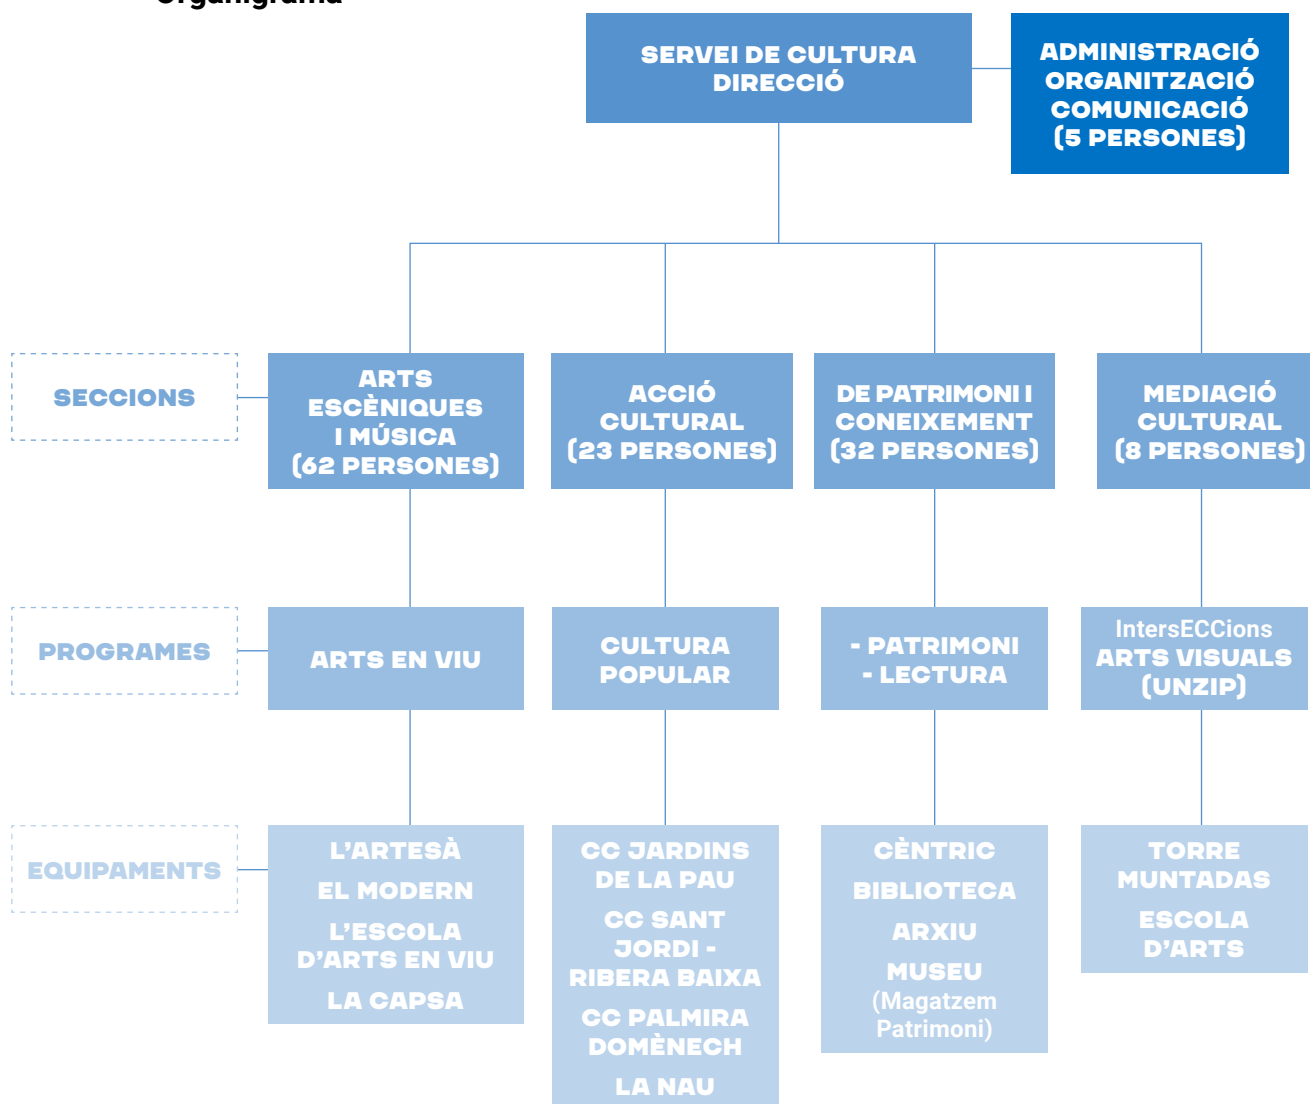 Organigrama
SERVEI DE CULTURA
DIRECCIÓ
ADMINISTRACIÓ
ORGANITZACIÓ
COMUNICACIÓ
(5 PERSONES)
SECCIONS
ARTS
ESCÈNIQUES
I MÚSICA
(62 PERSONES)
ACCIÓ
CULTURAL
(23 PERSONES)
DE PATRIMONI I
CONEIXEMENT
(32 PERSONES)
MEDIACIÓ
CULTURAL
(8 PERSONES)
PROGRAMES
ARTS EN VIU
CULTURA
POPULAR
- PATRIMONI
- LECTURA
IntersECCions
ARTS VISUALS
(UNZIP)
EQUIPAMENTS
L’ARTESÀ
EL MODERN
L’ESCOLA
D’ARTS EN VIU
LA CAPSA
CC JARDINS
DE LA PAU
CC SANT
JORDI -
RIBERA BAIXA
CC PALMIRA
DOMÈNECH
LA NAU
CÈNTRIC
BIBLIOTECA
ARXIU
MUSEU
(Magatzem
Patrimoni)
TORRE
MUNTADAS
ESCOLA
D’ARTS